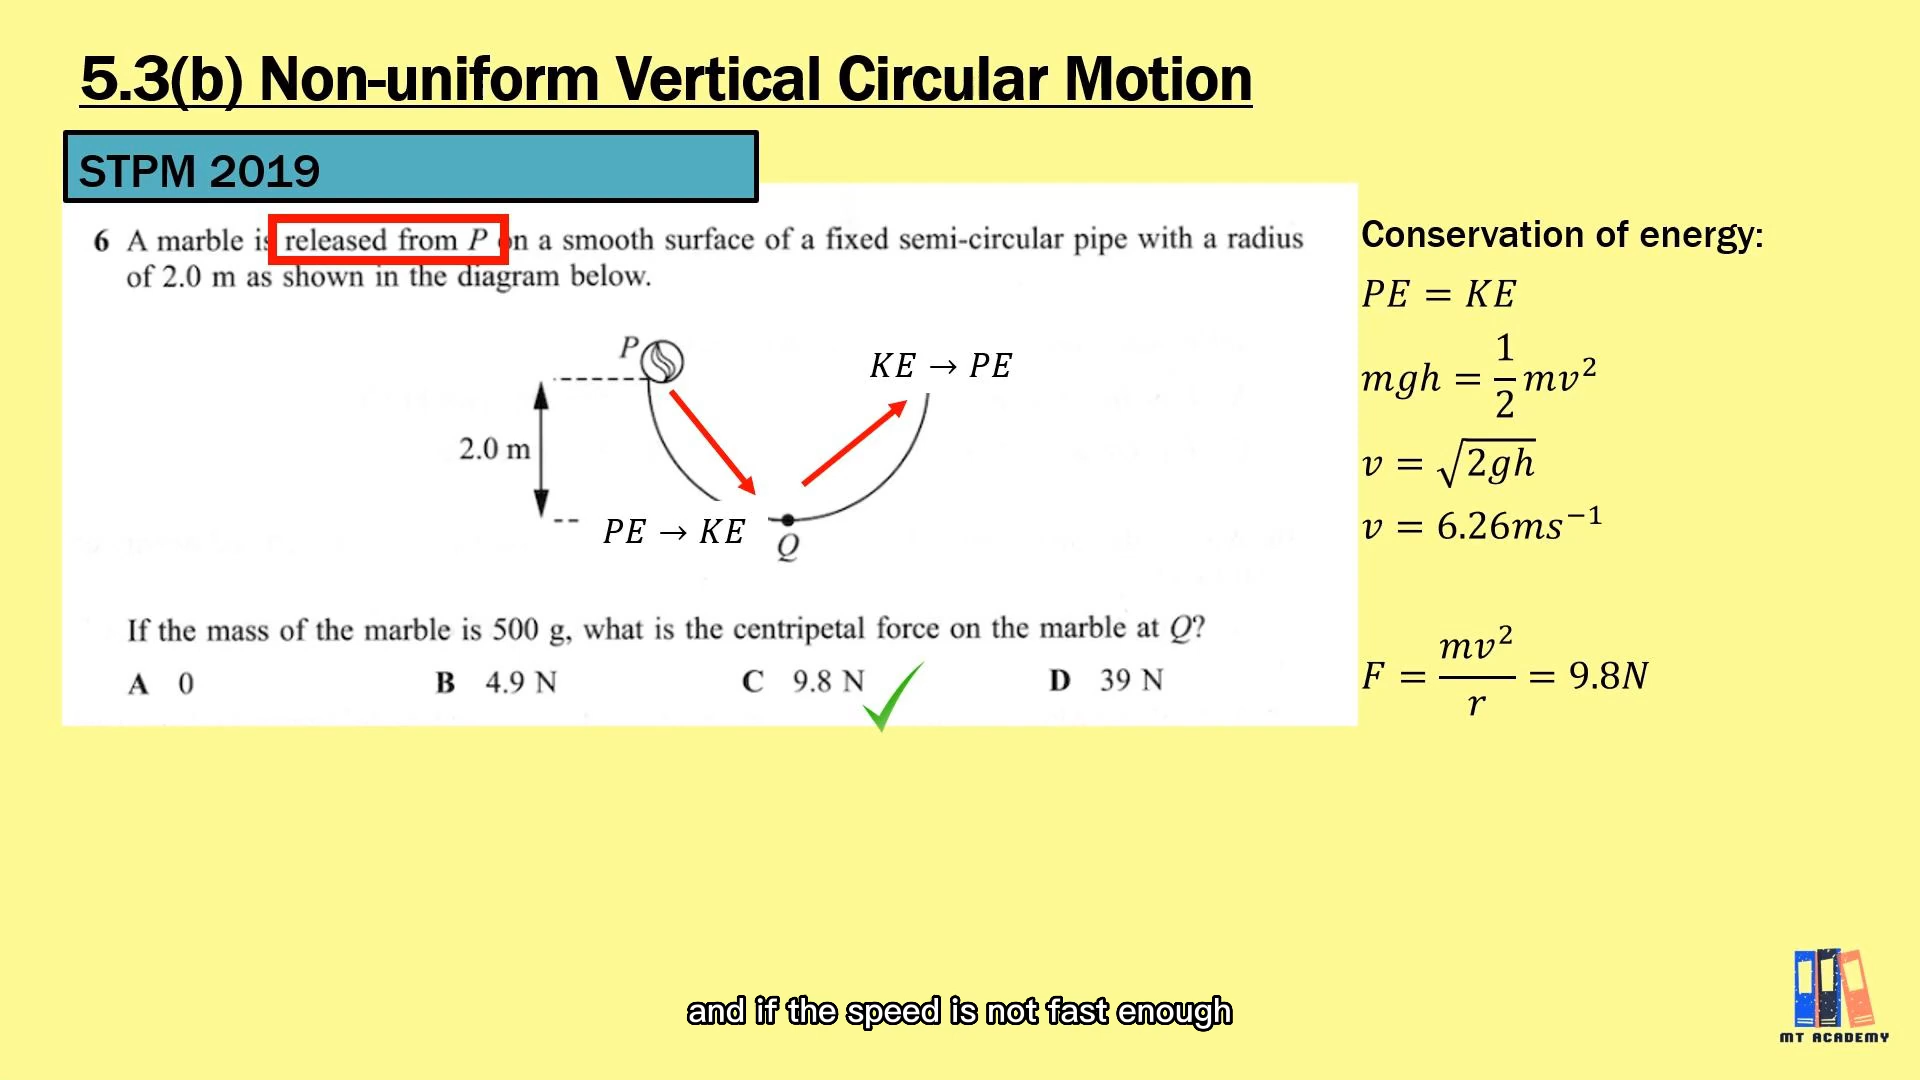 5.3(b) Non-uniform Vertical Circular Motion
STPM 2019
6 A marble is released from P on a smooth surface of a fixed semi-circular pipe with a radius
of 2.0 m as shown in the diagram below.
P
KE → PE
2.0 m
PE → KE
Q
If the mass of the marble is 500 g, what is the centripetal force on the marble at Q?
A 0 B 4.9 N C 9.8 N D 39 N
Conservation of energy:
PE = KE
mgh = 1/2 mv²
v = √2gh
v = 6.26ms⁻¹
F = mv²/r = 9.8N
and if the speed is not fast enough
MT ACADEMY